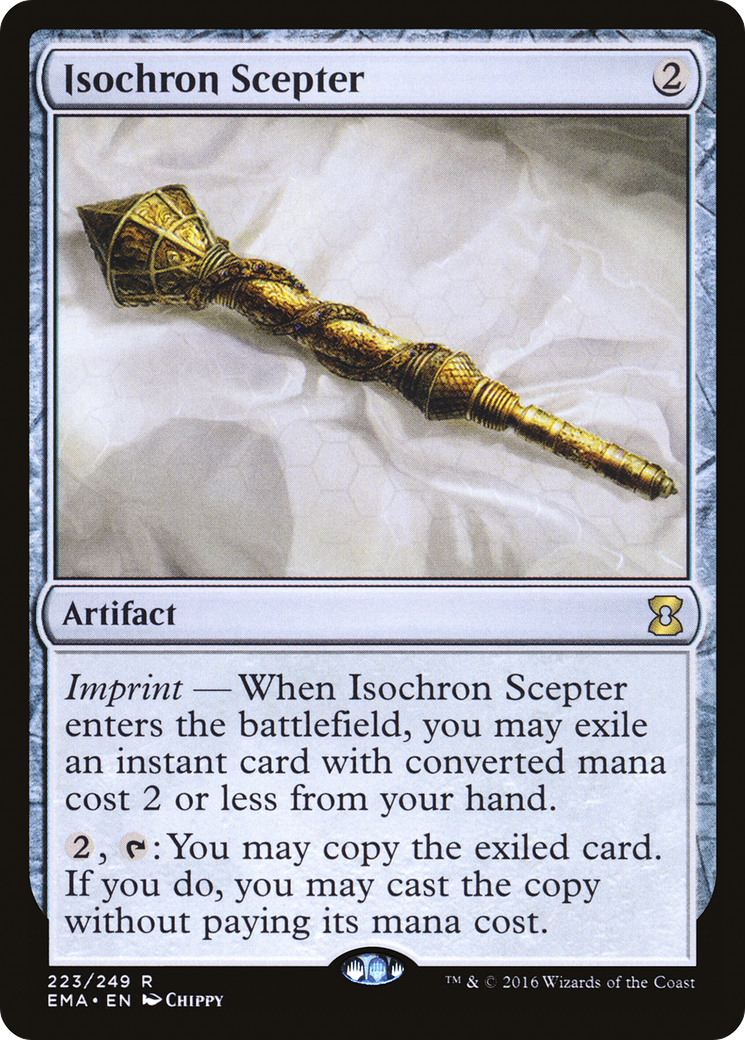 Isochron Scepter 2
Artifact
Imprint — When Isochron Scepter
enters the battlefield, you may exile
an instant card with converted mana
cost 2 or less from your hand.
2, : You may copy the exiled card.
If you do, you may cast the copy
without paying its mana cost.
223/249 R
EMA • EN CHIPPY
™ & © 2016 Wizards of the Coast